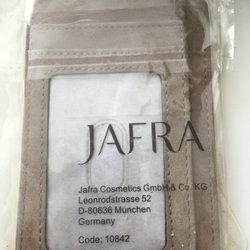 JAFRA
Jafra Cosmetics GmbH & Co. KG
Leonrodstrasse 52
D-80636 München
Germany
Code: 10842